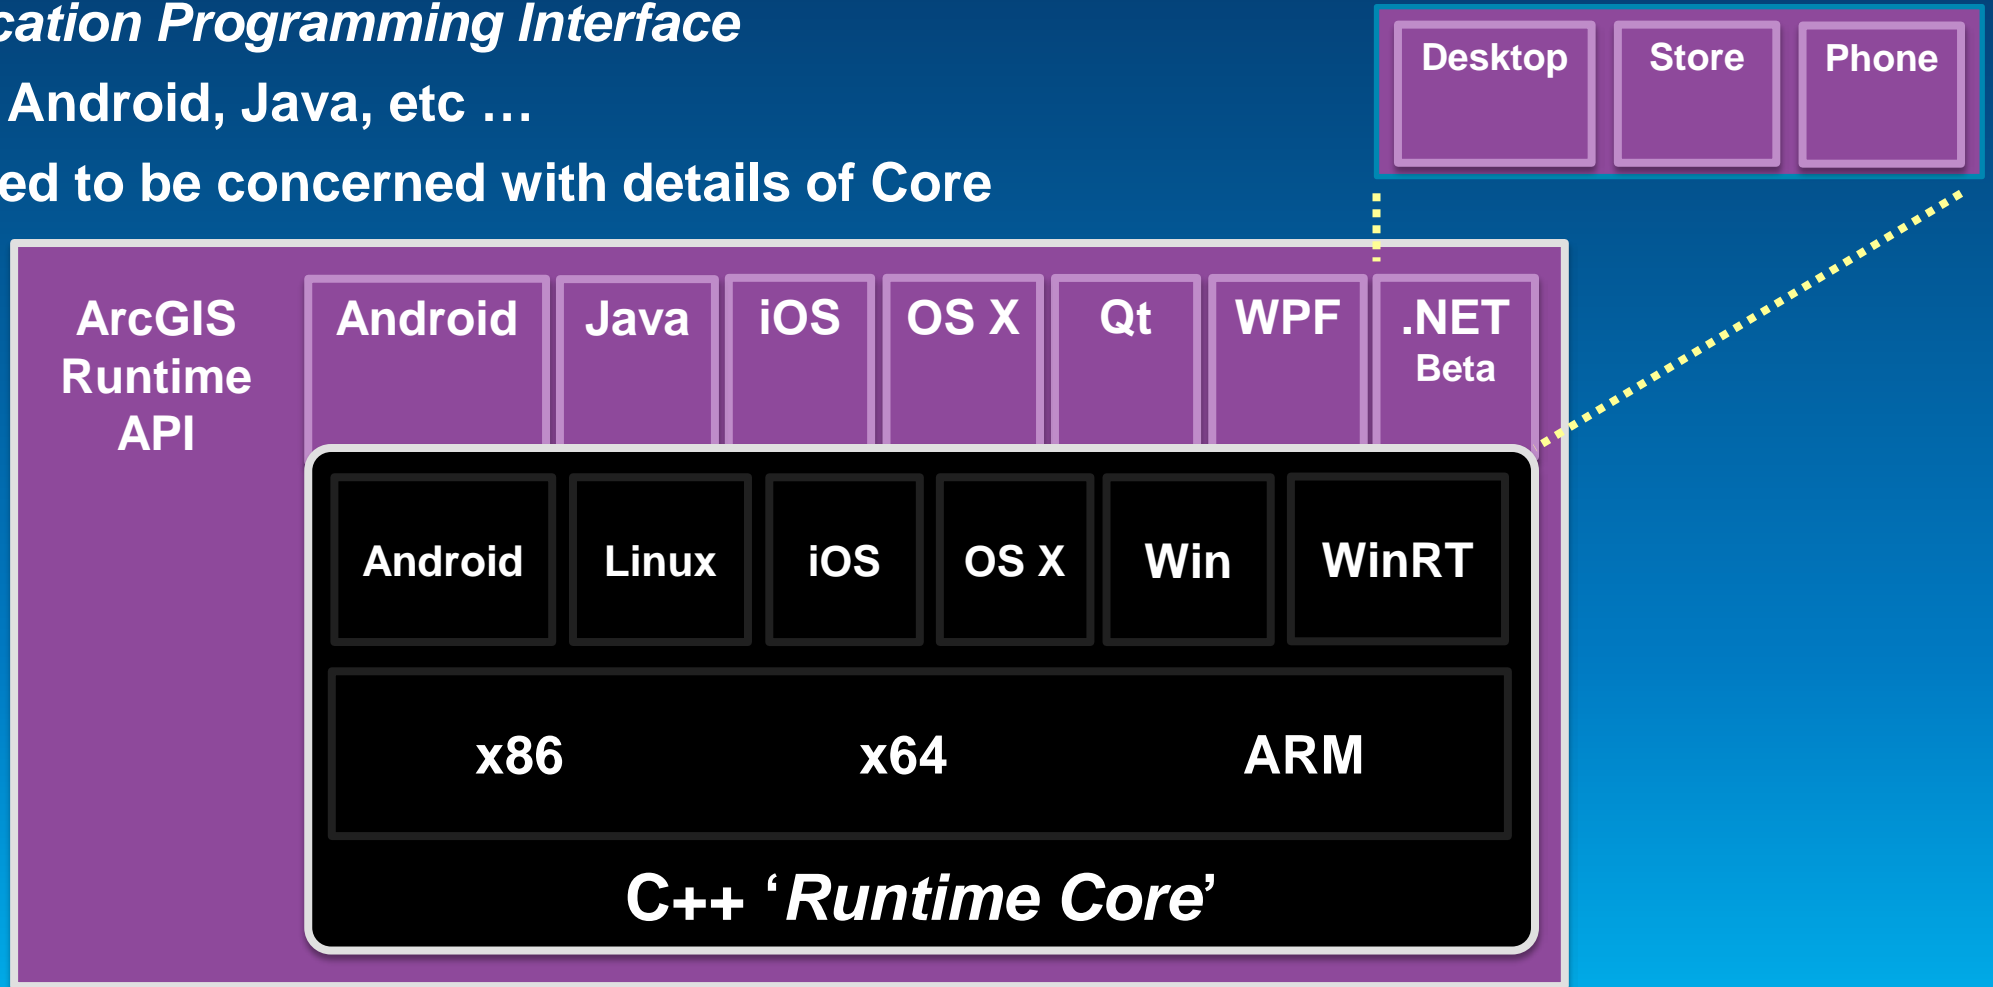 cation Programming Interface
Android, Java, etc …
ed to be concerned with details of Core
Desktop Store Phone
ArcGIS
Runtime
API
Android Java iOS OS X Qt WPF .NET
Beta
Android Linux iOS OS X Win WinRT
x86 x64 ARM
C++ ‘Runtime Core’